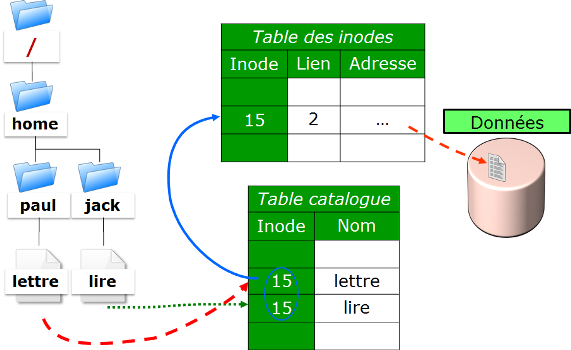 /
home
paul jack
lettre lire
Table des inodes
Inode Lien Adresse
15 2 ...
Données
Table catalogue
Inode Nom
15 lettre
15 lire